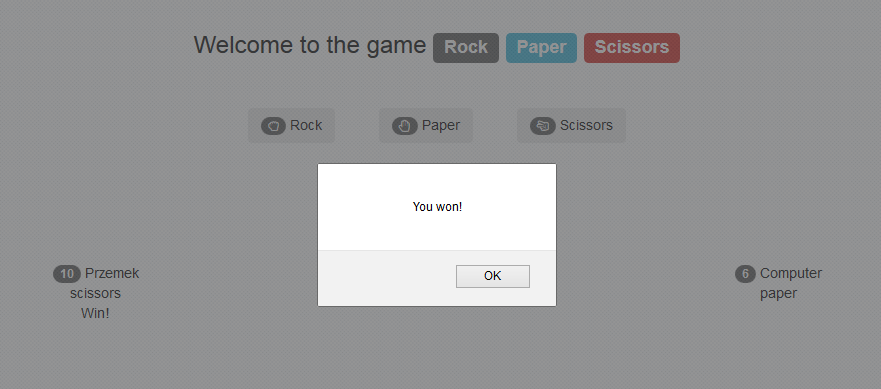 Welcome to the game Rock Paper Scissors
Rock Paper Scissors
You won!
OK
10 Przemek
scissors
Win!
6 Computer
paper